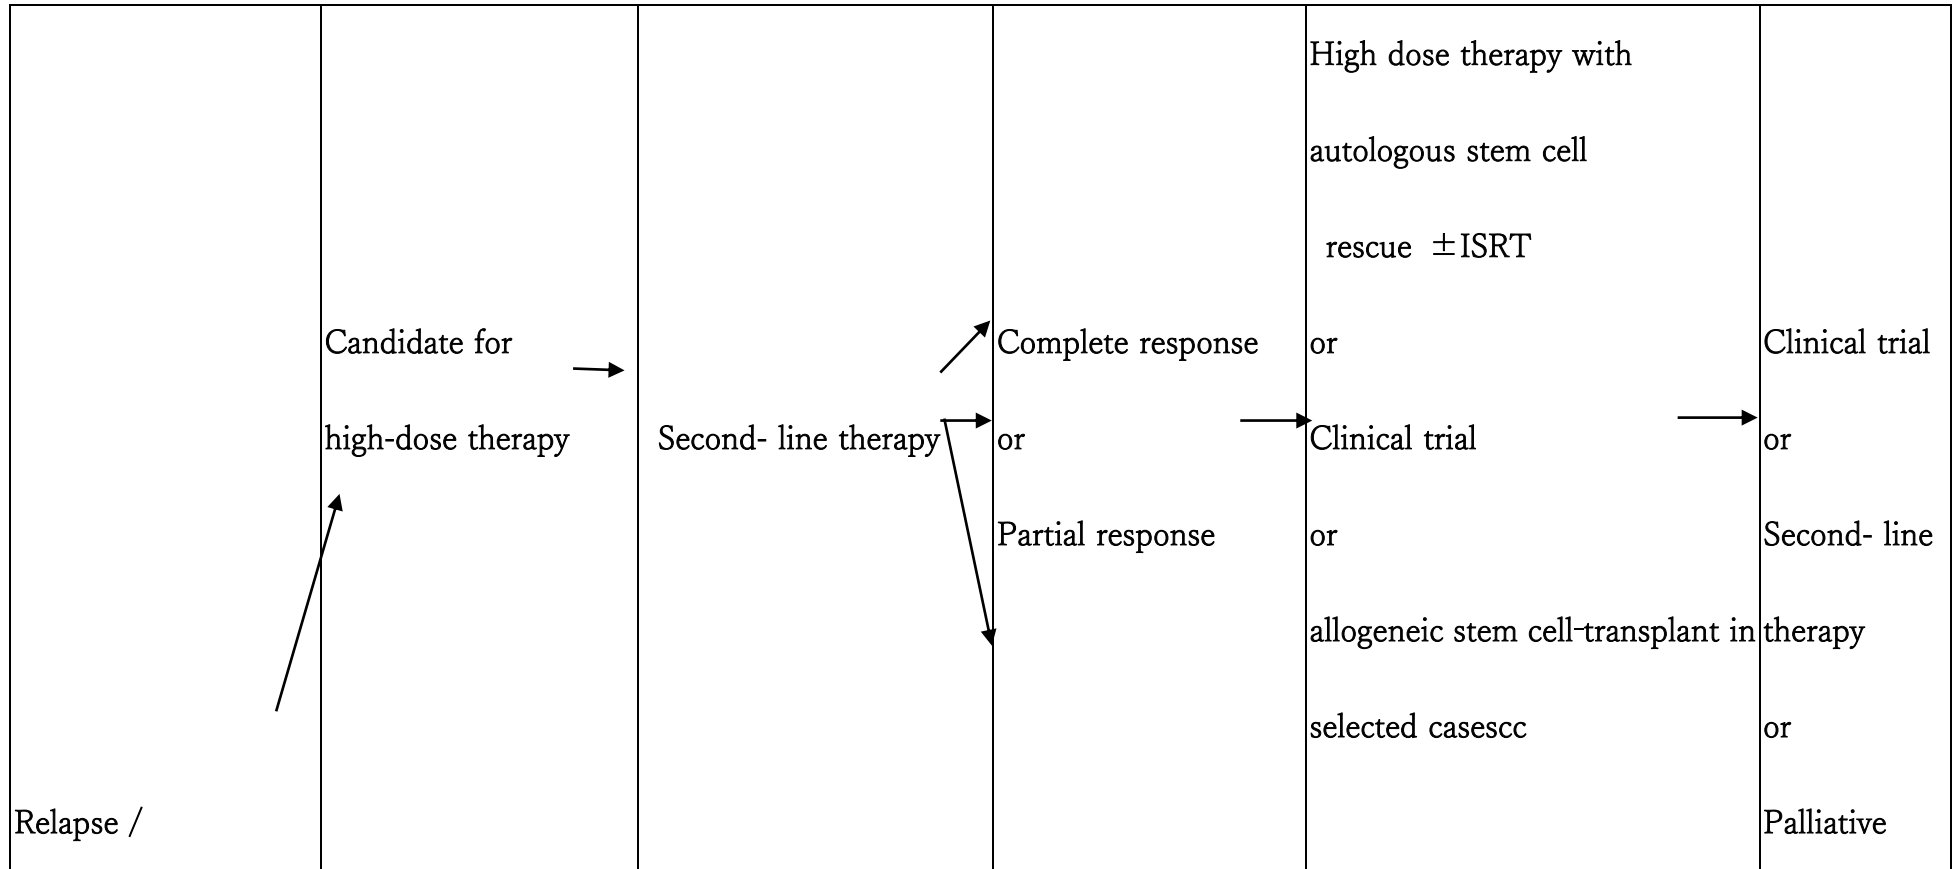 Relapse /
Candidate for
high-dose therapy
Second- line therapy
Complete response
or
Partial response
High dose therapy with
autologous stem cell
rescue ±ISRT
or
Clinical trial
or
allogeneic stem cell-transplant in
selected casescc
Clinical trial
or
Second- line
therapy
or
Palliative